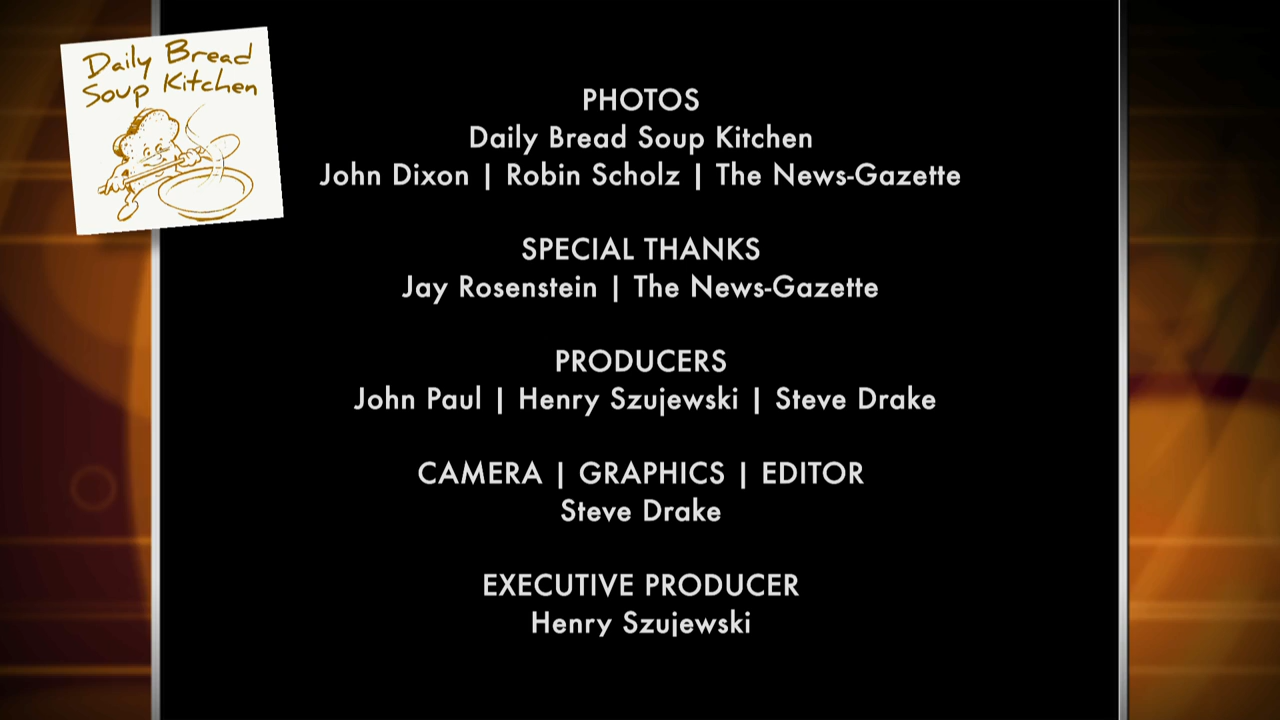 Daily Bread
Soup Kitchen
PHOTOS
Daily Bread Soup Kitchen
John Dixon | Robin Scholz | The News-Gazette
SPECIAL THANKS
Jay Rosenstein | The News-Gazette
PRODUCERS
John Paul | Henry Szujewski | Steve Drake
CAMERA | GRAPHICS | EDITOR
Steve Drake
EXECUTIVE PRODUCER
Henry Szujewski